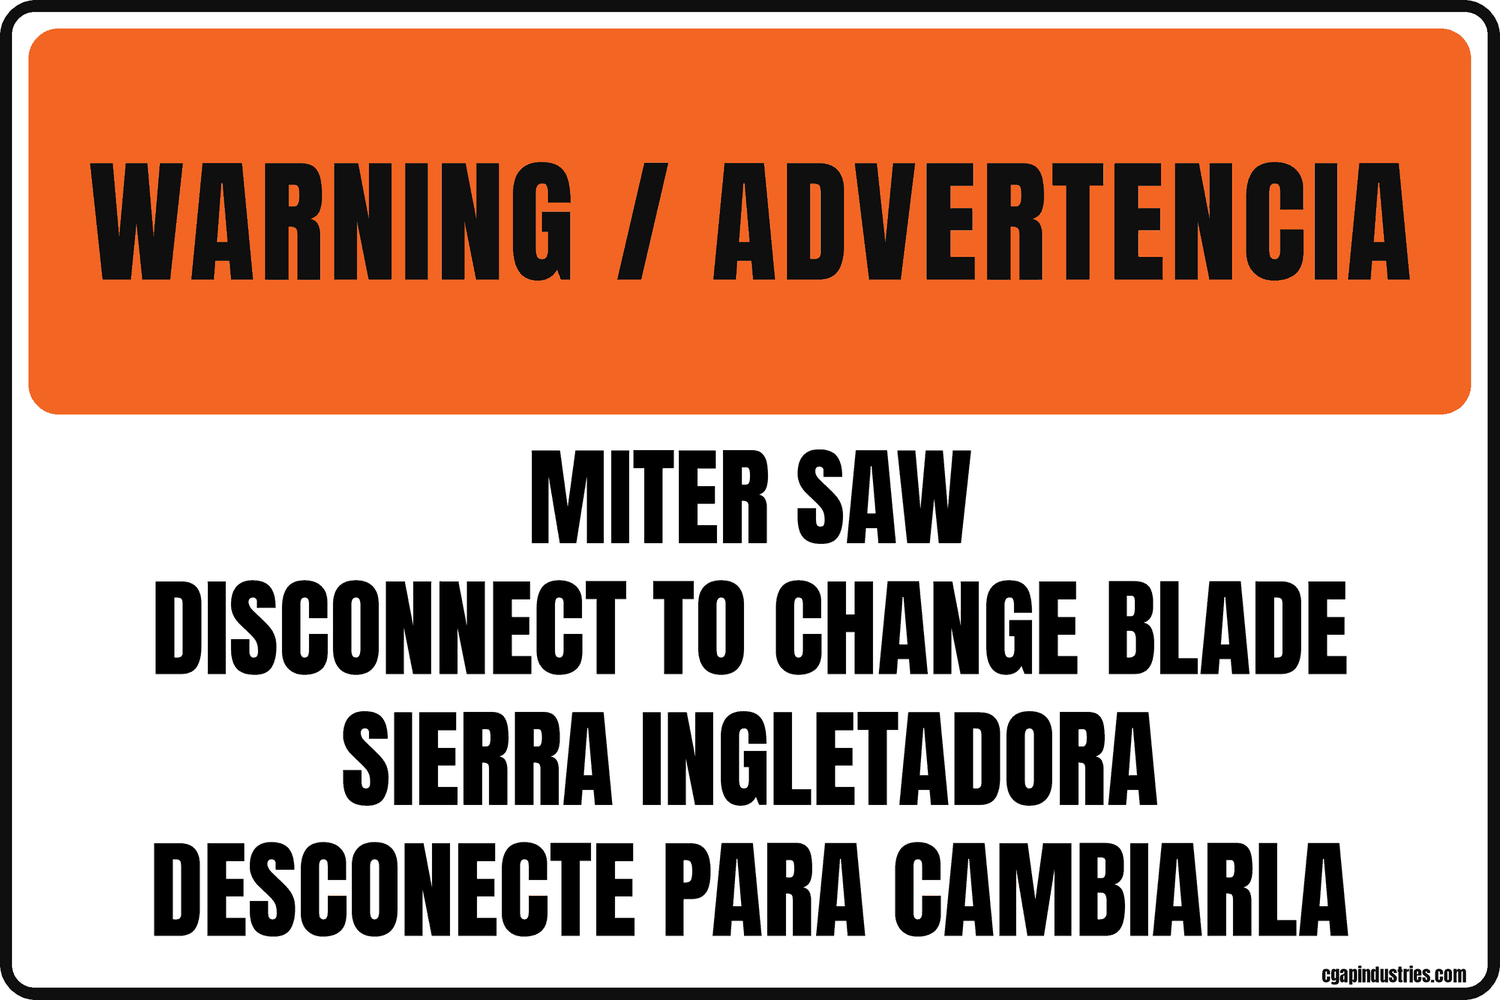 WARNING / ADVERTENCIA
MITER SAW
DISCONNECT TO CHANGE BLADE
SIERRA INGLETADORA
DESCONECTE PARA CAMBIARLA
cgapindustries.com